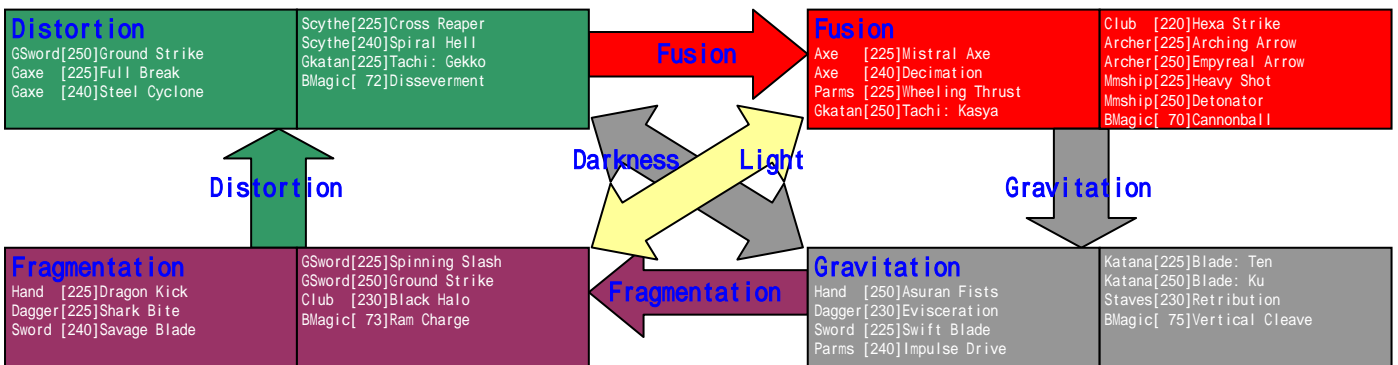 Distortion
GSword[250]Ground Strike
Gaxe [225]Full Break
Gaxe [240]Steel Cyclone
Scythe[225]Cross Reaper
Scythe[240]Spiral Hell
Gkatan[225]Tachi: Gekko
BMagic[ 72]Disseverment
Fusion
Fusion
Axe [225]Mistral Axe
Axe [240]Decimation
Parms [225]Wheeling Thrust
Gkatan[250]Tachi: Kasya
Club [220]Hexa Strike
Archer[225]Arching Arrow
Archer[250]Empyreal Arrow
Mmship[225]Heavy Shot
Mmship[250]Detonator
BMagic[ 70]Cannonball
Distortion
Darkness
Light
Gravitation
Fragmentation
Hand [225]Dragon Kick
Dagger[225]Shark Bite
Sword [240]Savage Blade
GSword[225]Spinning Slash
GSword[250]Ground Strike
Club [230]Black Halo
BMagic[ 73]Ram Charge
Fragmentation
Gravitation
Hand [250]Asuran Fists
Dagger[230]Evisceration
Sword [225]Swift Blade
Parms [240]Impulse Drive
Katana[225]Blade: Ten
Katana[250]Blade: Ku
Staves[230]Retribution
BMagic[ 75]Vertical Cleave